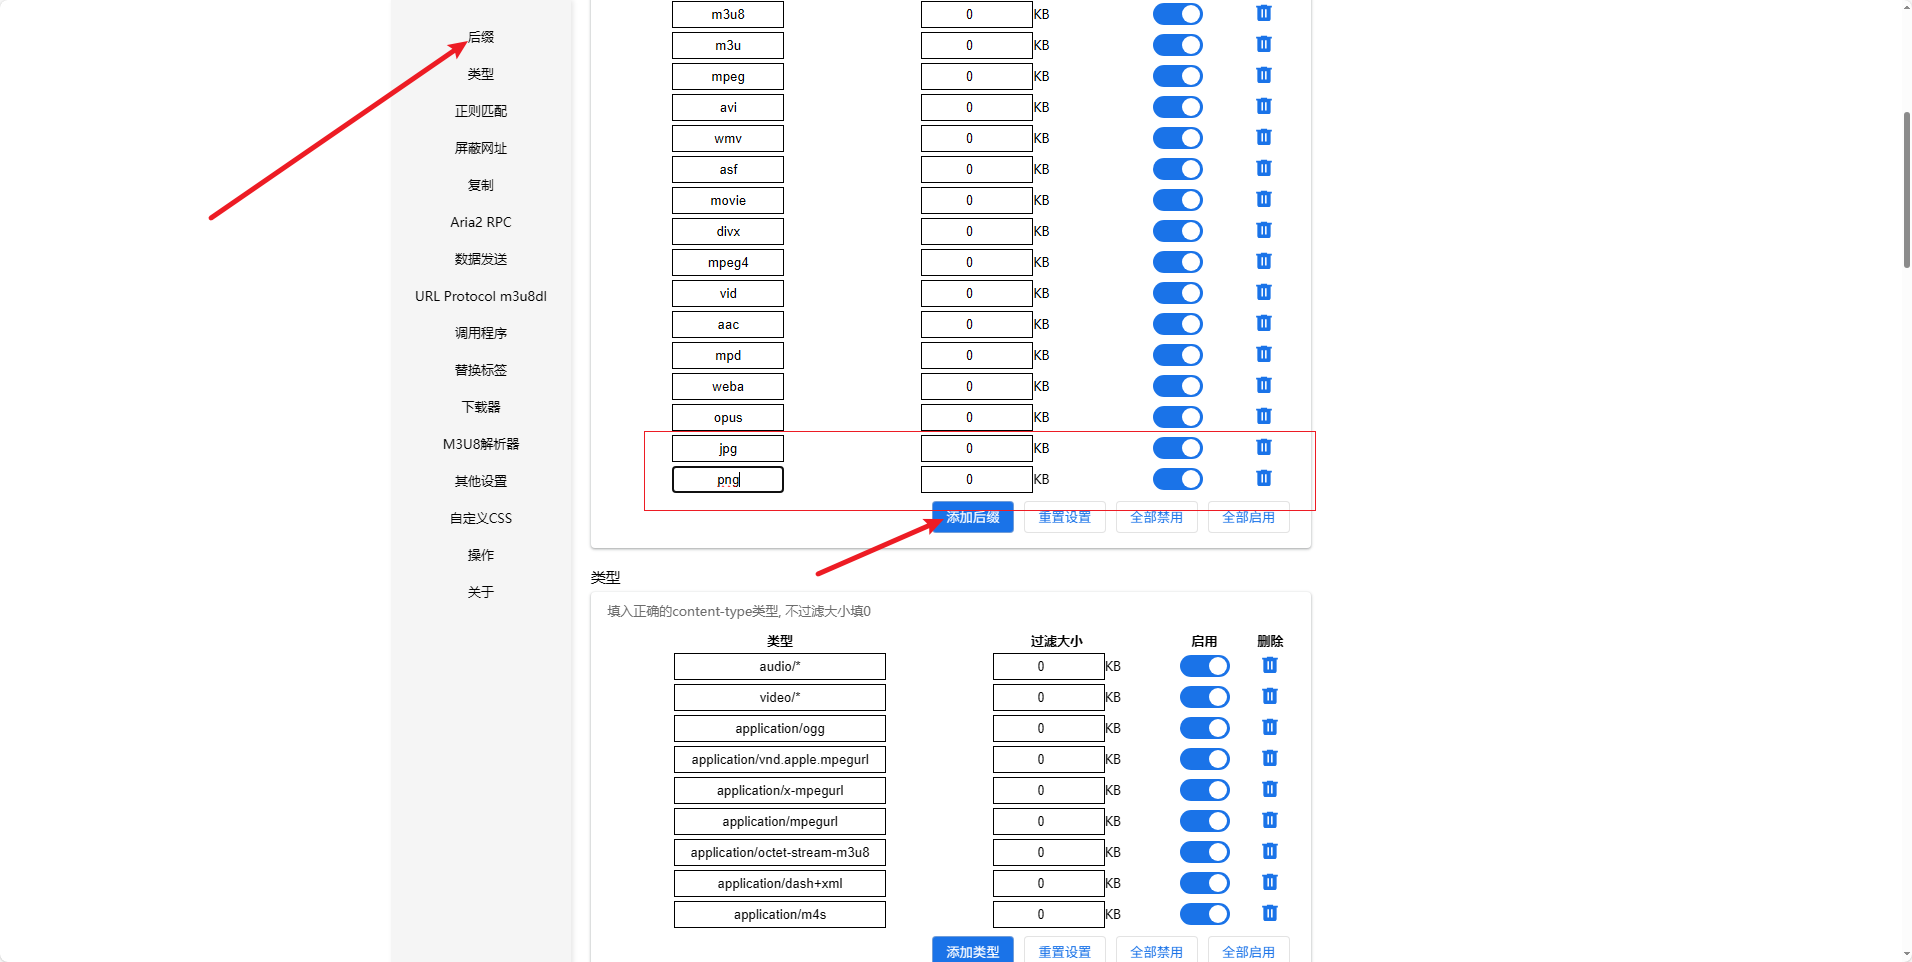 后缀
类型
正则匹配
屏蔽网址
复制
Aria2 RPC
数据发送
URL Protocol m3u8dl
调用程序
替换标签
下载器
M3U8解析器
其他设置
自定义CSS
操作
关于
m3u8 0 KB
m3u 0 KB
mpeg 0 KB
avi 0 KB
wmv 0 KB
asf 0 KB
movie 0 KB
divx 0 KB
mpeg4 0 KB
vid 0 KB
aac 0 KB
mpd 0 KB
weba 0 KB
opus 0 KB
jpg 0 KB
png 0 KB
添加后缀 重置设置 全部禁用 全部启用
类型
填入正确的content-type类型, 不过滤大小填0
类型 过滤大小 启用 删除
audio/* 0 KB
video/* 0 KB
application/ogg 0 KB
application/vnd.apple.mpegurl 0 KB
application/x-mpegurl 0 KB
application/mpegurl 0 KB
application/octet-stream-m3u8 0 KB
application/dash+xml 0 KB
application/m4s 0 KB
添加类型 重置设置 全部禁用 全部启用